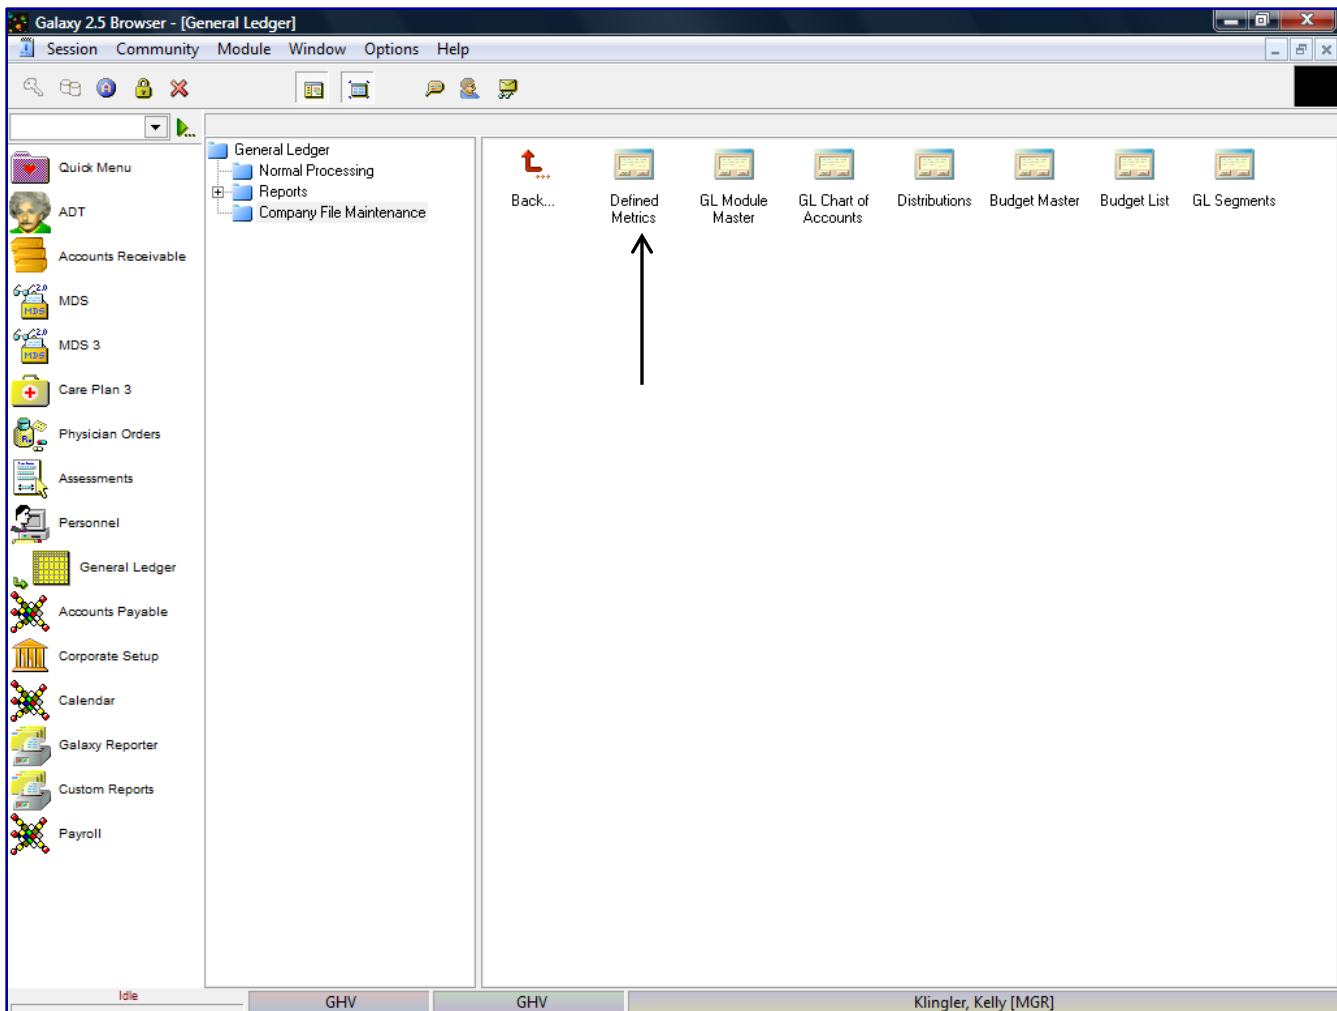 Galaxy 2.5 Browser - [General Ledger]
Session Community Module Window Options Help
Quick Menu
ADT
Accounts Receivable
MDS
MDS 3
Care Plan 3
Physician Orders
Assessments
Personnel
General Ledger
Accounts Payable
Corporate Setup
Calendar
Galaxy Reporter
Custom Reports
Payroll
General Ledger
Normal Processing
Reports
Company File Maintenance
Back...
Defined
Metrics
GL Module
Master
GL Chart of
Accounts
Distributions
Budget Master
Budget List
GL Segments
Idle
GHV
GHV
Klingler, Kelly [MGR]